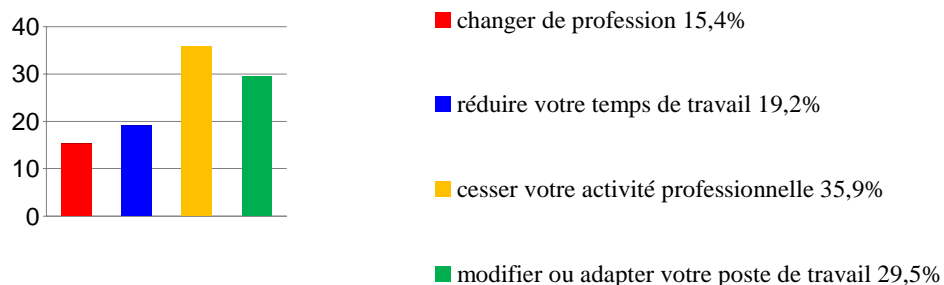 40
30
20
10
0
changer de profession 15,4%
réduire votre temps de travail 19,2%
cesser votre activité professionnelle 35,9%
modifier ou adapter votre poste de travail 29,5%